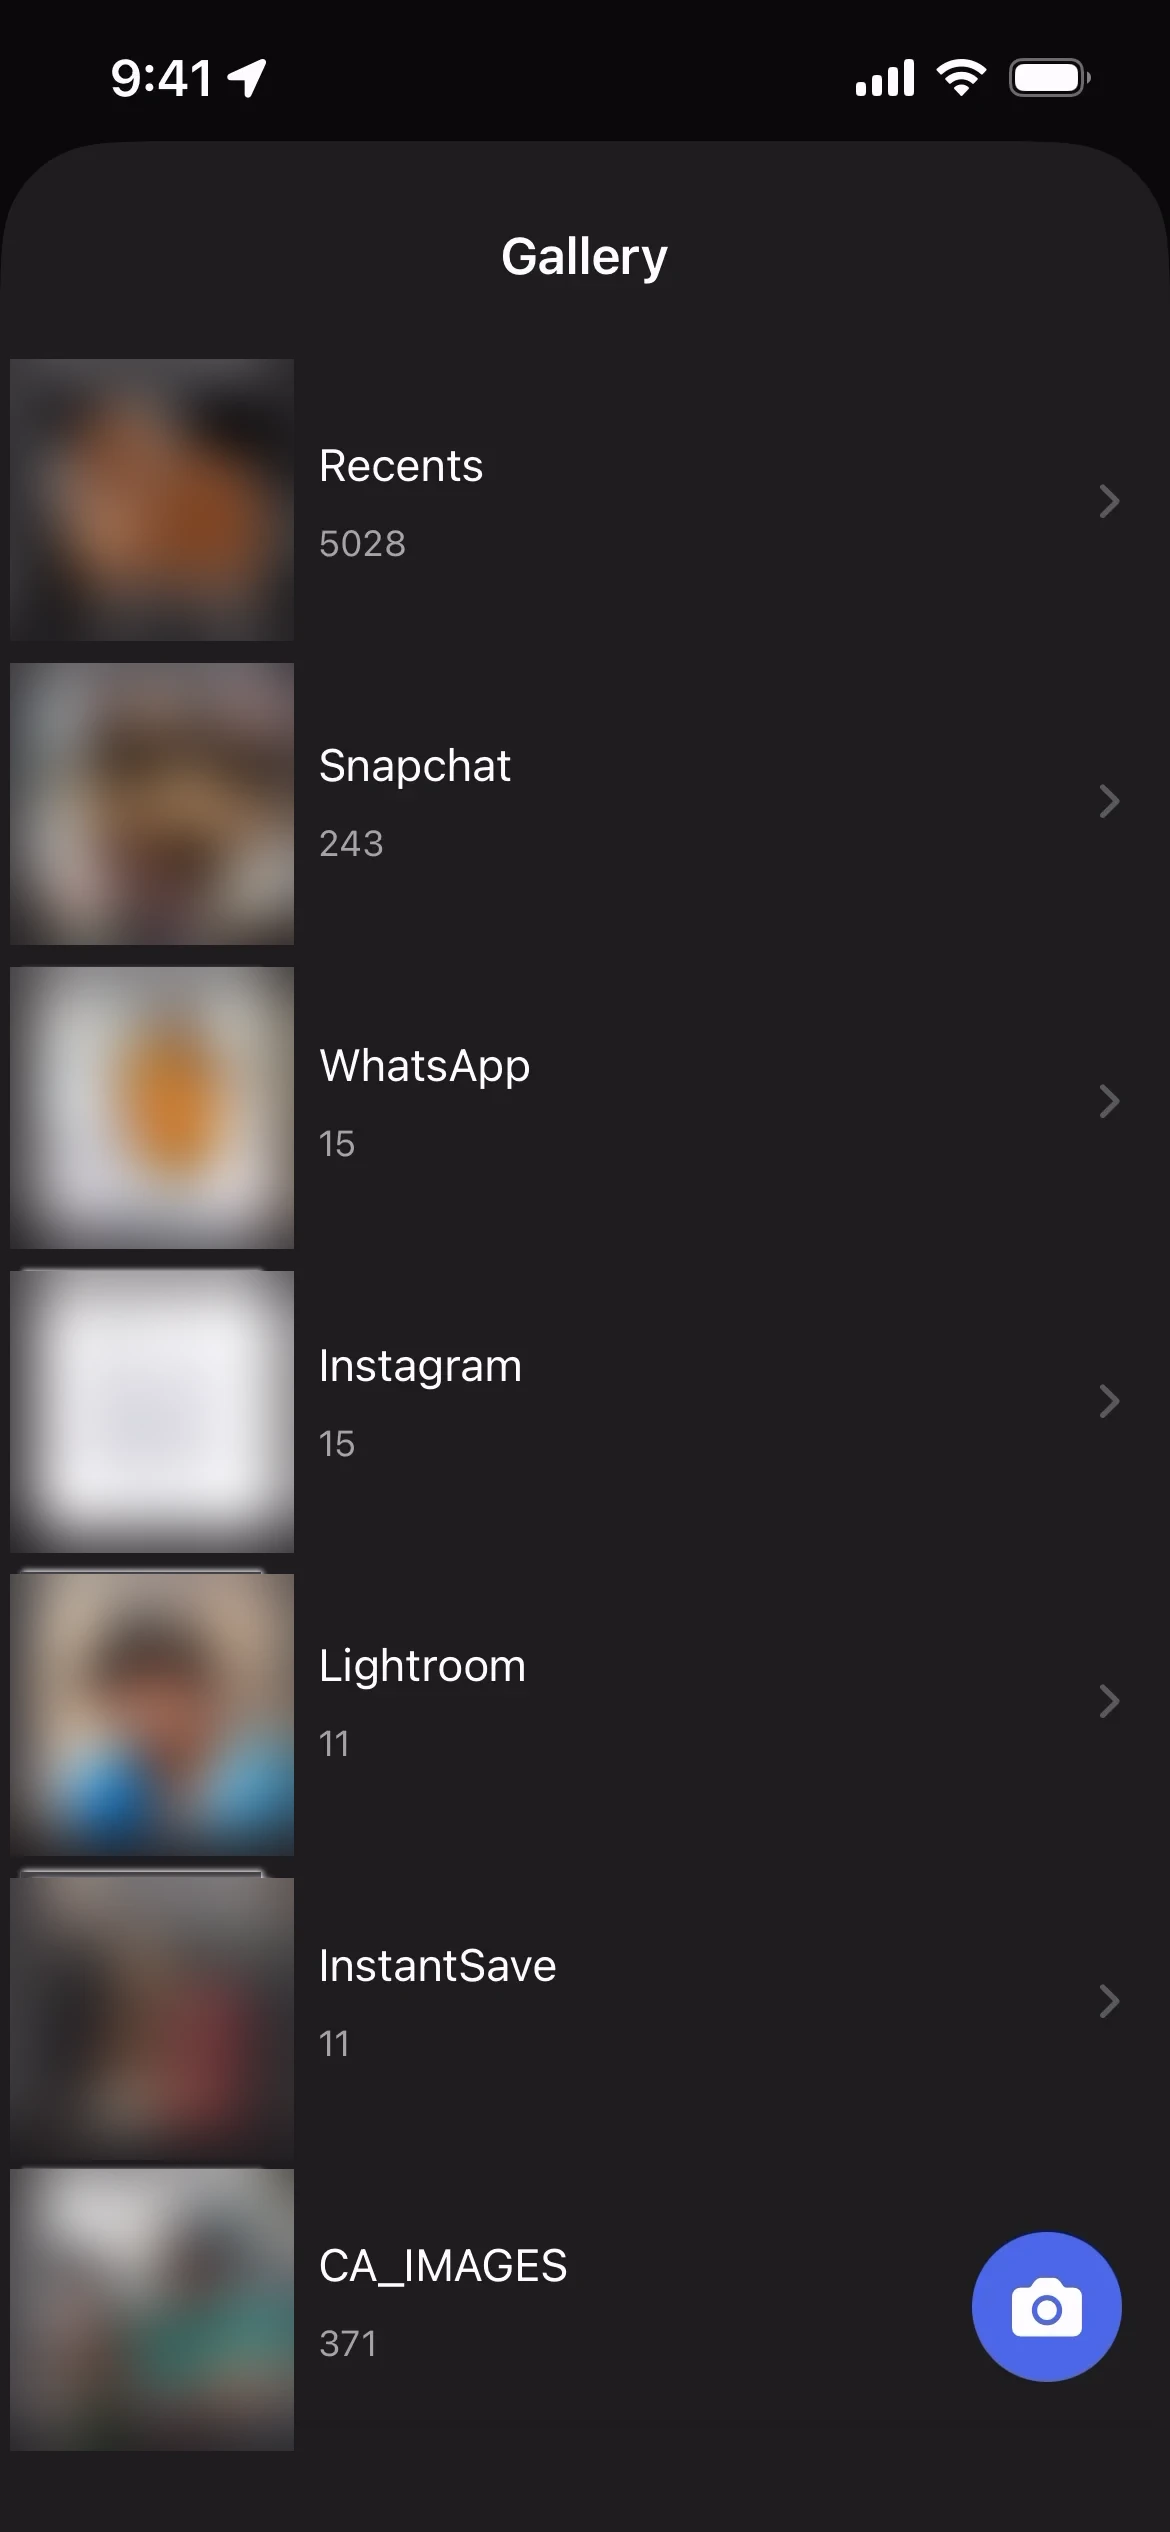 9:41
Gallery
Recents
5028
Snapchat
243
WhatsApp
15
Instagram
15
Lightroom
11
InstantSave
11
CA_IMAGES
371